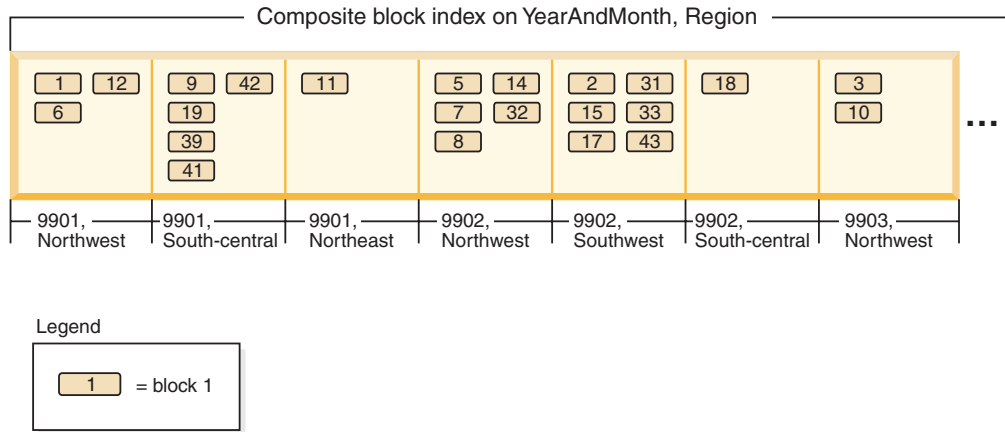 Composite block index on YearAndMonth, Region
1 12 9 42 11 5 14 2 31 18 3
6 19 7 32 15 33 10
39 8 17 43
41
...
9901, 9901, 9901, 9902, 9902, 9902, 9903,
Northwest South-central Northeast Northwest Southwest South-central Northwest
Legend
1 = block 1